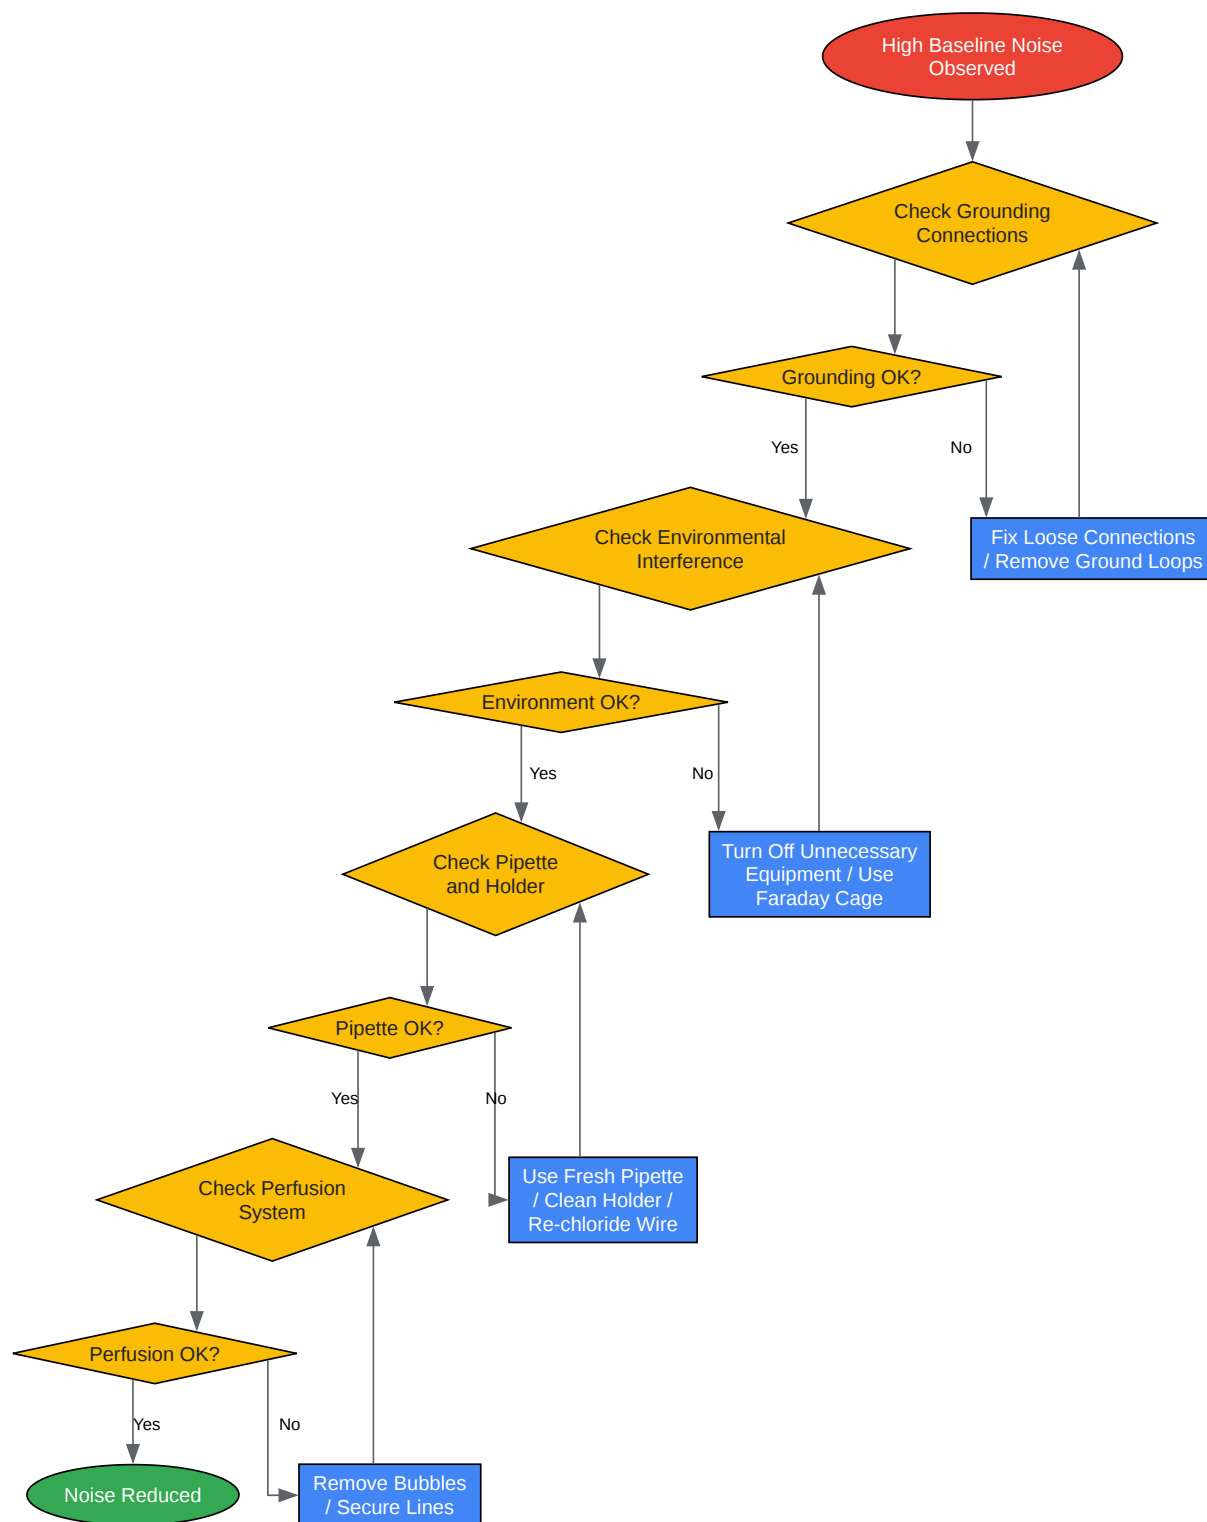 High Baseline Noise
Observed
Check Grounding
Connections
Grounding OK?
Yes
No
Check Environmental
Interference
Fix Loose Connections
/ Remove Ground Loops
Environment OK?
Yes
No
Check Pipette
and Holder
Turn Off Unnecessary
Equipment / Use
Faraday Cage
Pipette OK?
Yes
No
Check Perfusion
System
Use Fresh Pipette
/ Clean Holder /
Re-chloride Wire
Perfusion OK?
Yes
No
Noise Reduced
Remove Bubbles
/ Secure Lines